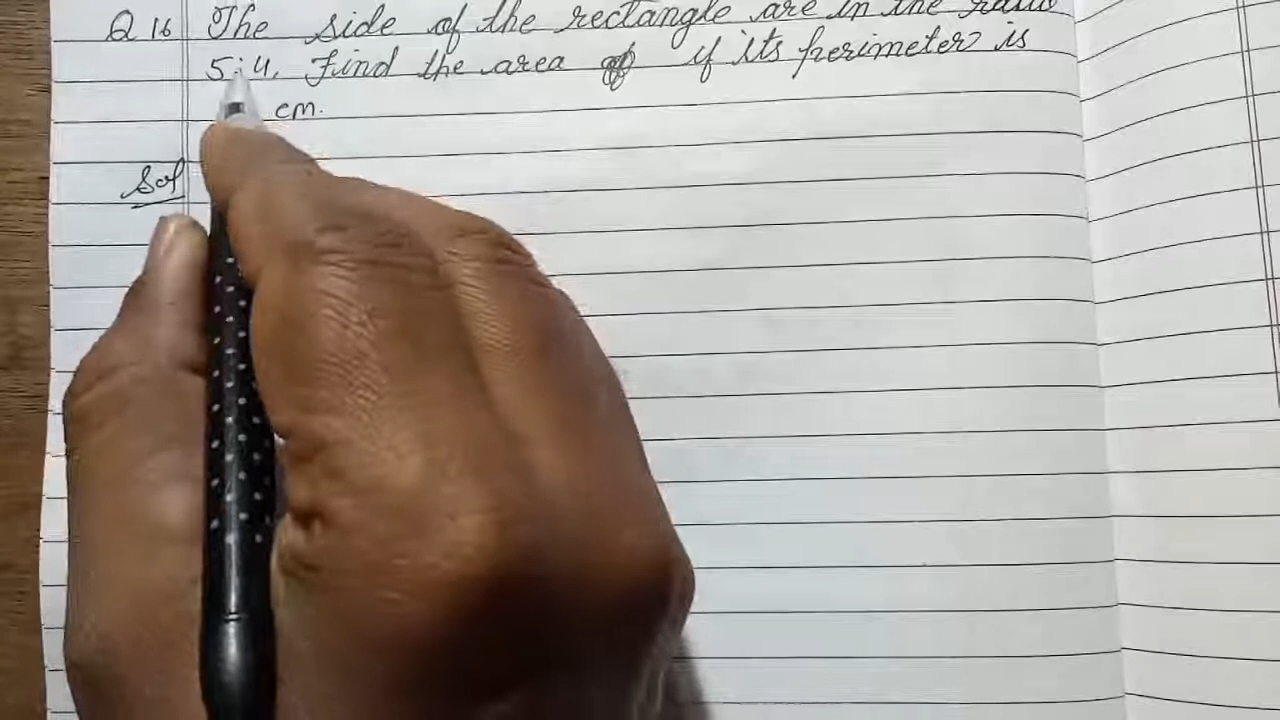 Q 16 The side of the rectangle are in the ratio
5:4. Find the area if its perimeter is
cm.
Sol